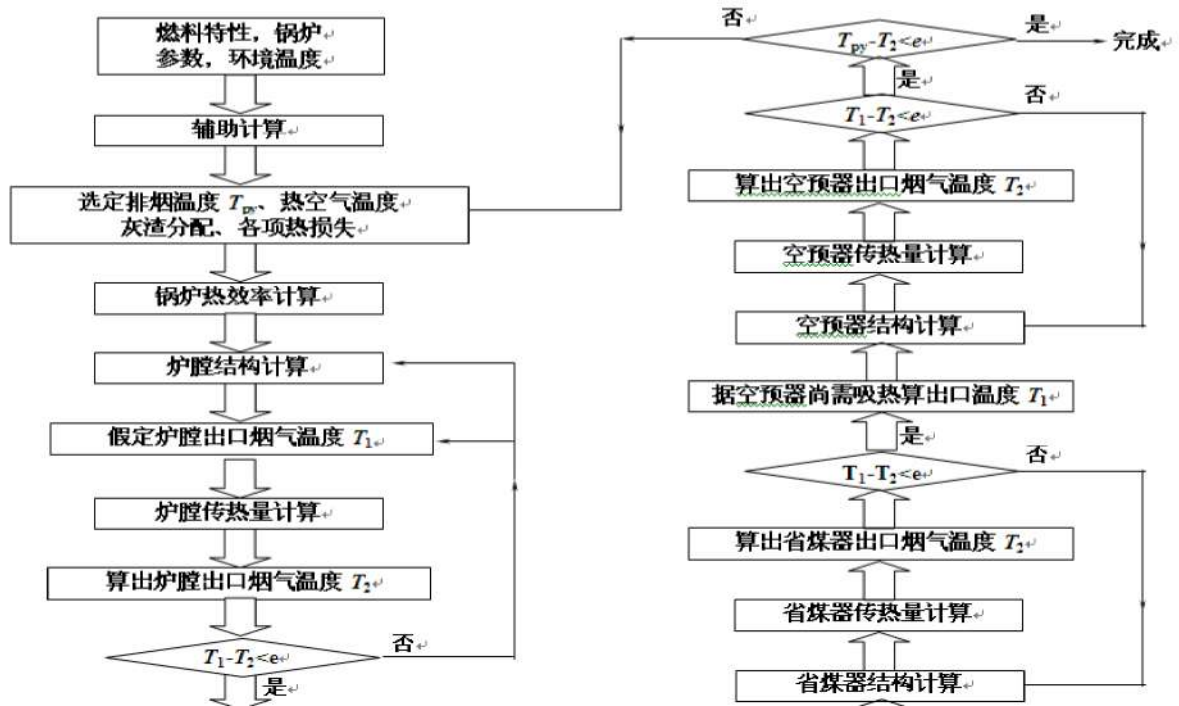 燃料特性，锅炉
参数，环境温度
辅助计算
选定排烟温度 Tpy、热空气温度
灰渣分配、各项热损失
锅炉热效率计算
炉膛结构计算
假定炉膛出口烟气温度 T1
炉膛传热量计算
算出炉膛出口烟气温度 T2
T1-T2<e
否
是
否
Tpy-T2<e
是
完成
是
T1-T2<e
否
算出空预器出口烟气温度 T2
空预器传热量计算
空预器结构计算
据空预器尚需吸热算出口温度 T1
是
T1-T2<e
否
算出省煤器出口烟气温度 T2
省煤器传热量计算
省煤器结构计算